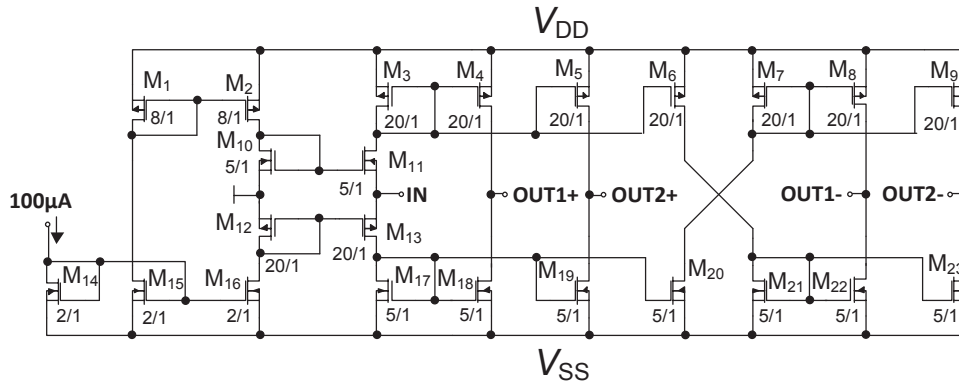 VDD
M1 M2 M3 M4 M5 M6 M7 M8 M9
8/1 8/1 20/1 20/1 20/1 20/1 20/1 20/1 20/1
M10 M11
5/1 5/1
IN OUT1+ OUT2+ OUT1- OUT2-
100µA
M12 M13
20/1 20/1
M14 M15 M16 M17 M18 M19 M20 M21 M22 M23
2/1 2/1 2/1 5/1 5/1 5/1 5/1 5/1 5/1 5/1
VSS